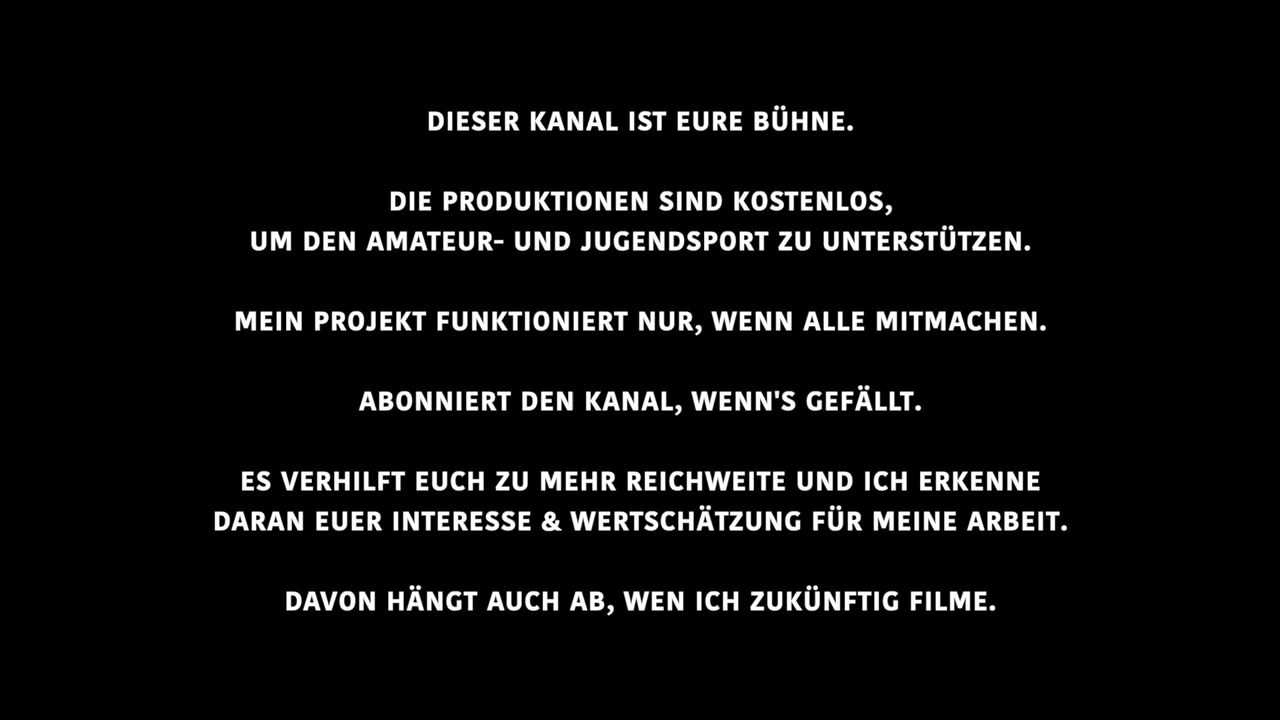 DIESER KANAL IST EURE BÜHNE.
DIE PRODUKTIONEN SIND KOSTENLOS,
UM DEN AMATEUR- UND JUGENDSPORT ZU UNTERSTÜTZEN.
MEIN PROJEKT FUNKTIONIERT NUR, WENN ALLE MITMACHEN.
ABONNIERT DEN KANAL, WENN'S GEFÄLLT.
ES VERHILFT EUCH ZU MEHR REICHWEITE UND ICH ERKENNE
DARAN EUER INTERESSE & WERTSCHÄTZUNG FÜR MEINE ARBEIT.
DAVON HÄNGT AUCH AB, WEN ICH ZUKÜNFTIG FILME.